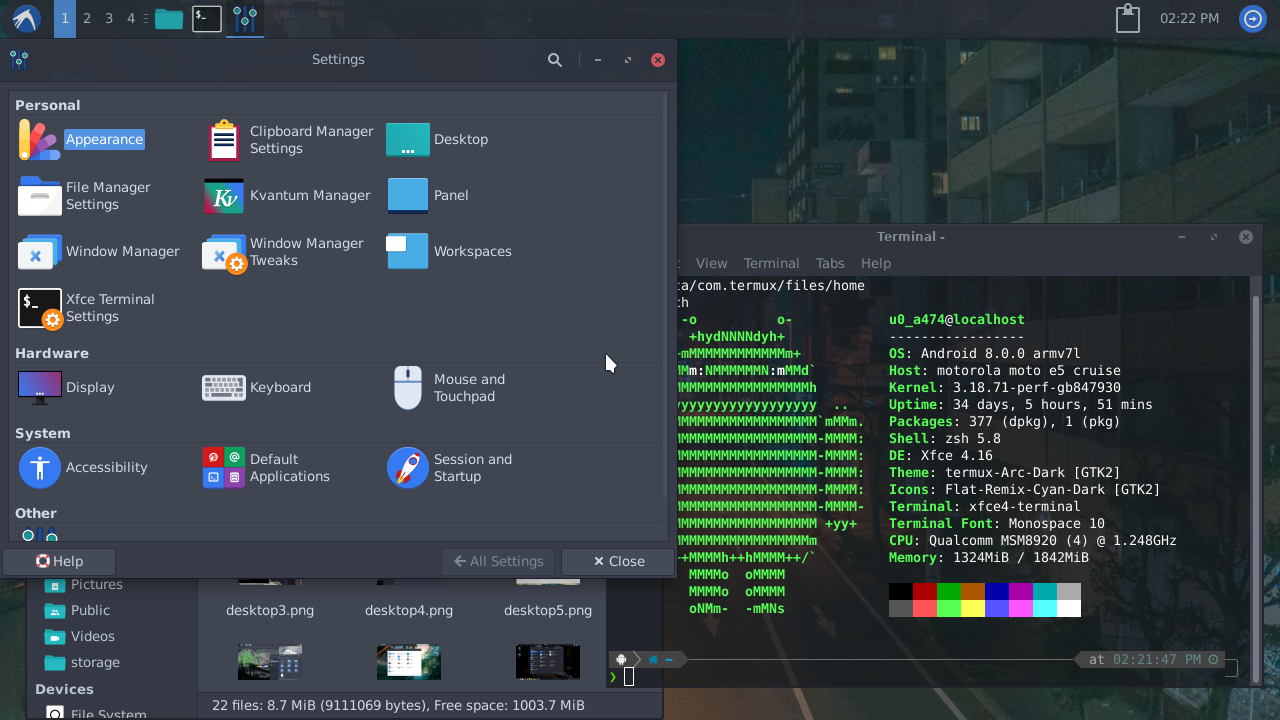 1 2 3 4
$_
02:22 PM
Settings
Personal
Appearance
Clipboard Manager
Settings
Desktop
File Manager
Settings
Kv
Kvantum Manager
Panel
Window Manager
Window Manager
Tweaks
Workspaces
$_
Xfce Terminal
Settings
Hardware
Display
Keyboard
Mouse and
Touchpad
System
Accessibility
Default
Applications
Session and
Startup
Other
Help
All Settings
Close
Terminal -
View Terminal Tabs Help
ta/com.termux/files/home
th
-o o-
+hydNNNNdyh+
-mMMMMMMMMMMMMm+
Mm:NMMMMMMN:mMMd`
MMMMMMMMMMMMMMMMMh
yyyyyyyyyyyyyyyyyy ..
MMMMMMMMMMMMMMMMMM`mMMm.
MMMMMMMMMMMMMMMMMM-MMMM:
MMMMMMMMMMMMMMMMMM-MMMM:
MMMMMMMMMMMMMMMMMM-MMMM:
MMMMMMMMMMMMMMMMMM-MMMM:
MMMMMMMMMMMMMMMMMM-MMMM-
MMMMMMMMMMMMMMMMMM +yy+
MMMMMMMMMMMMMMMMMm
-+MMMMh++hMMMM++/`
MMMMo oMMMM
MMMMo oMMMM
oNMm- -mMNs
u0_a474@localhost
-----------------
OS: Android 8.0.0 armv7l
Host: motorola moto e5 cruise
Kernel: 3.18.71-perf-gb847930
Uptime: 34 days, 5 hours, 51 mins
Packages: 377 (dpkg), 1 (pkg)
Shell: zsh 5.8
DE: Xfce 4.16
Theme: termux-Arc-Dark [GTK2]
Icons: Flat-Remix-Cyan-Dark [GTK2]
Terminal: xfce4-terminal
Terminal Font: Monospace 10
CPU: Qualcomm MSM8920 (4) @ 1.248GHz
Memory: 1324MiB / 1842MiB
~
at 02:21:47 PM
❯
Pictures
Public
Videos
storage
Devices
File System
desktop3.png
desktop4.png
desktop5.png
22 files: 8.7 MiB (9111069 bytes), Free space: 1003.7 MiB